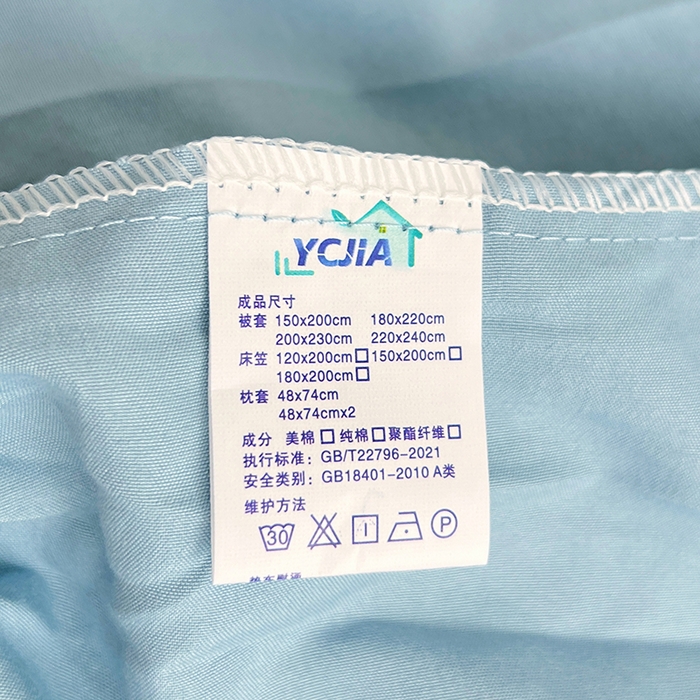 YCJiA
成品尺寸
被套 150x200cm 180x220cm
200x230cm 220x240cm
床笠 120x200cm□150x200cm□
180x200cm□
枕套 48x74cm
48x74cmx2
成分 美棉□纯棉□聚酯纤维□
执行标准：GB/T22796-2021
安全类别：GB18401-2010 A类
维护方法
30 P